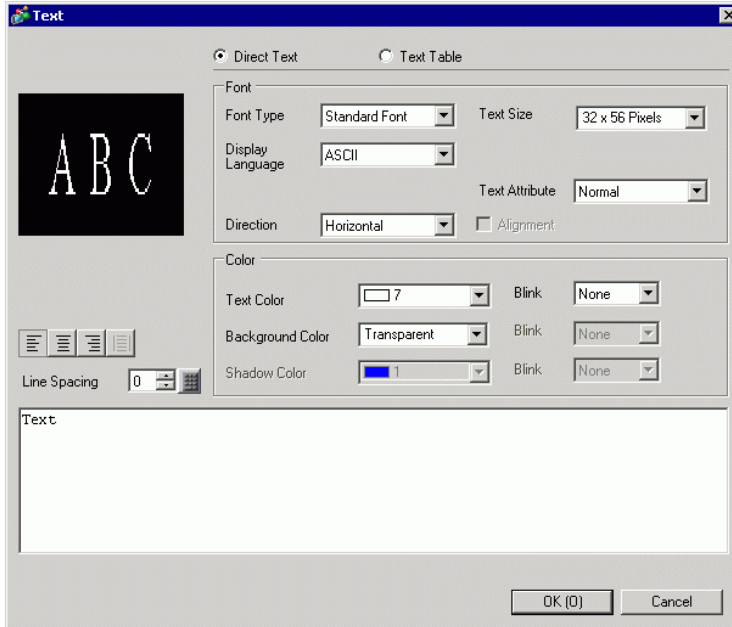 Text
Direct Text Text Table
ABC
Font
Font Type Standard Font Text Size 32 x 56 Pixels
Display Language ASCII
Text Attribute Normal
Direction Horizontal Alignment
Color
Text Color 7 Blink None
Background Color Transparent Blink None
Shadow Color 1 Blink None
Line Spacing 0
Text
OK (O) Cancel